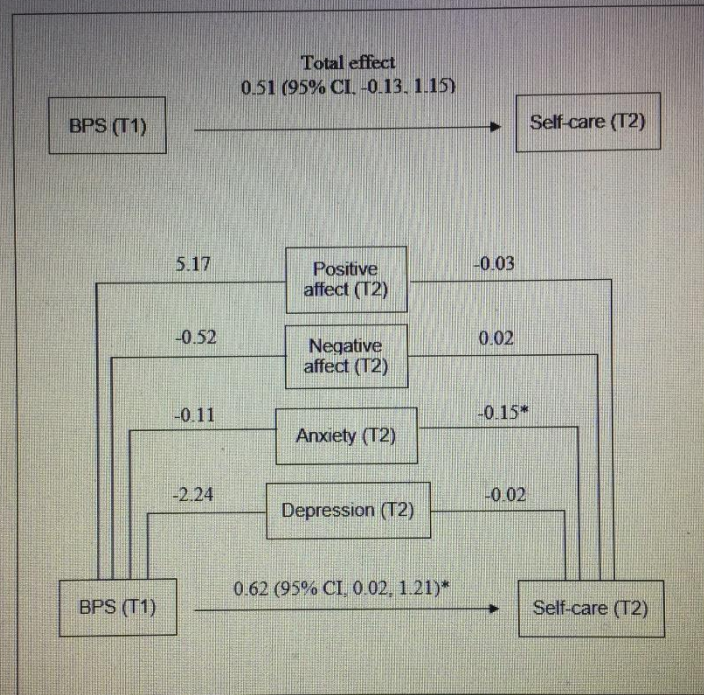 Total effect
0.51 (95% CI, -0.13, 1.15)
BPS (T1)
Self-care (T2)
5.17
Positive
affect (T2)
-0.03
-0.52
Negative
affect (T2)
0.02
-0.11
Anxiety (T2)
-0.15*
-2.24
Depression (T2)
-0.02
BPS (T1)
0.62 (95% CI, 0.02, 1.21)*
Self-care (T2)